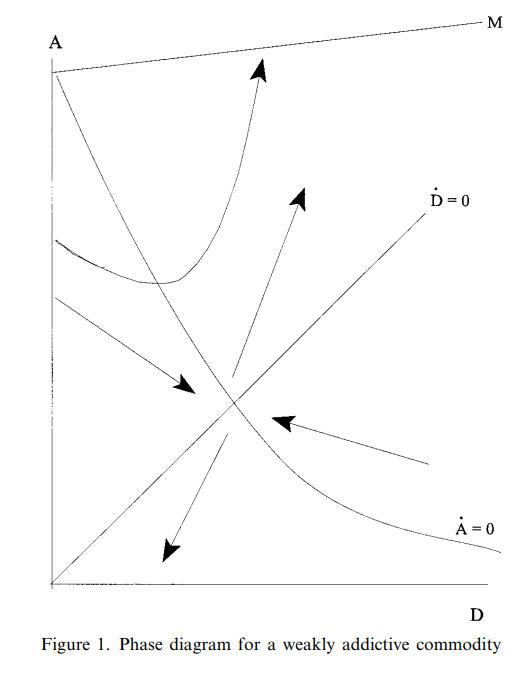 M
A
Ḋ = 0
Ȧ = 0
D
Figure 1. Phase diagram for a weakly addictive commodity